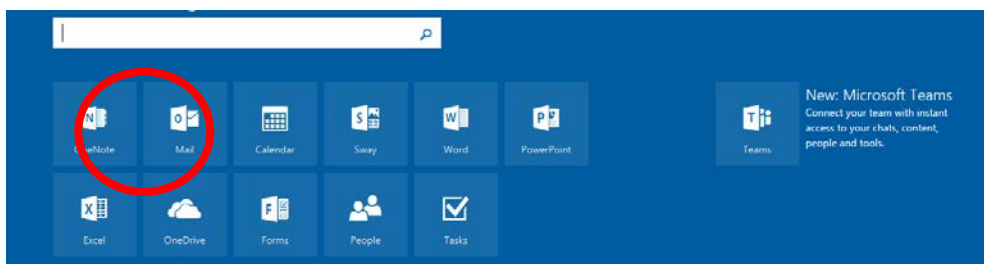 OneNote
Mail
Calendar
Sway
Word
PowerPoint
Teams
New: Microsoft Teams
Connect your team with instant
access to your chats, content,
people and tools.
Excel
OneDrive
Forms
People
Tasks